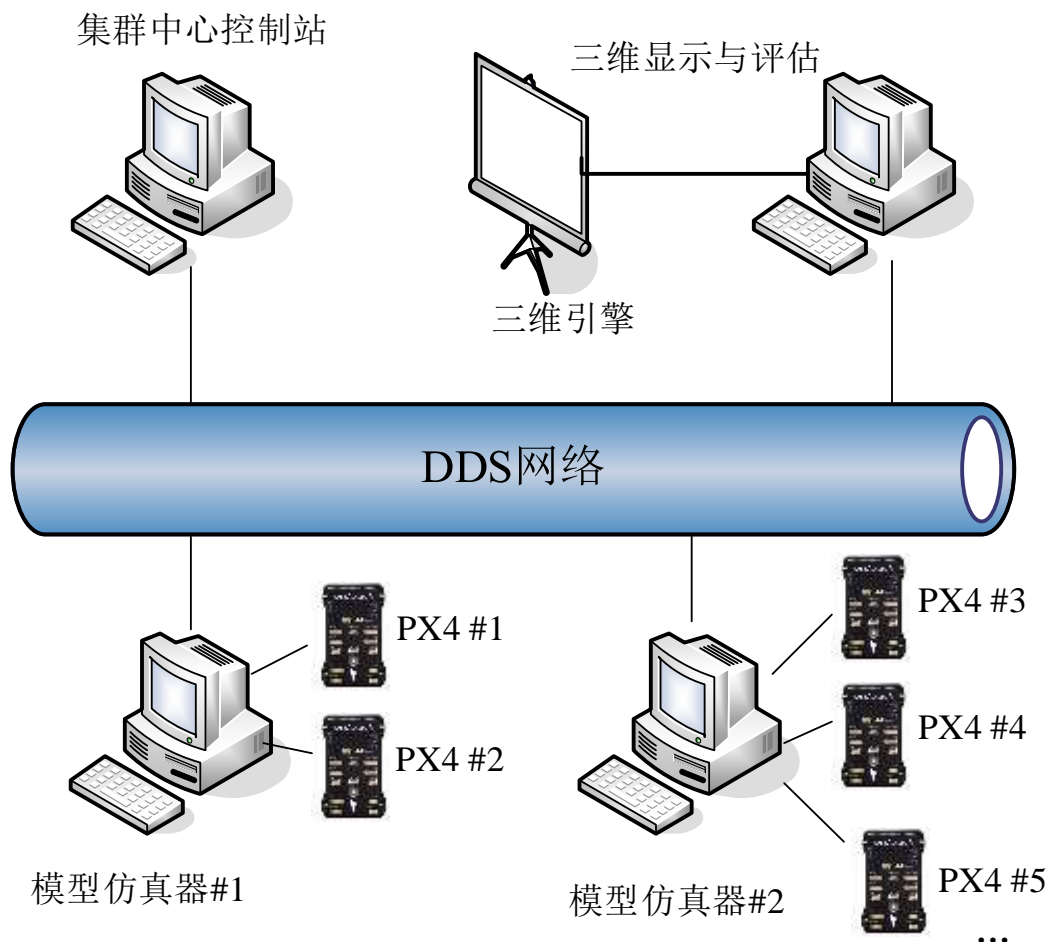 集群中心控制站
三维显示与评估
三维引擎
DDS网络
PX4 #1
PX4 #2
PX4 #3
PX4 #4
PX4 #5
...
模型仿真器#1
模型仿真器#2